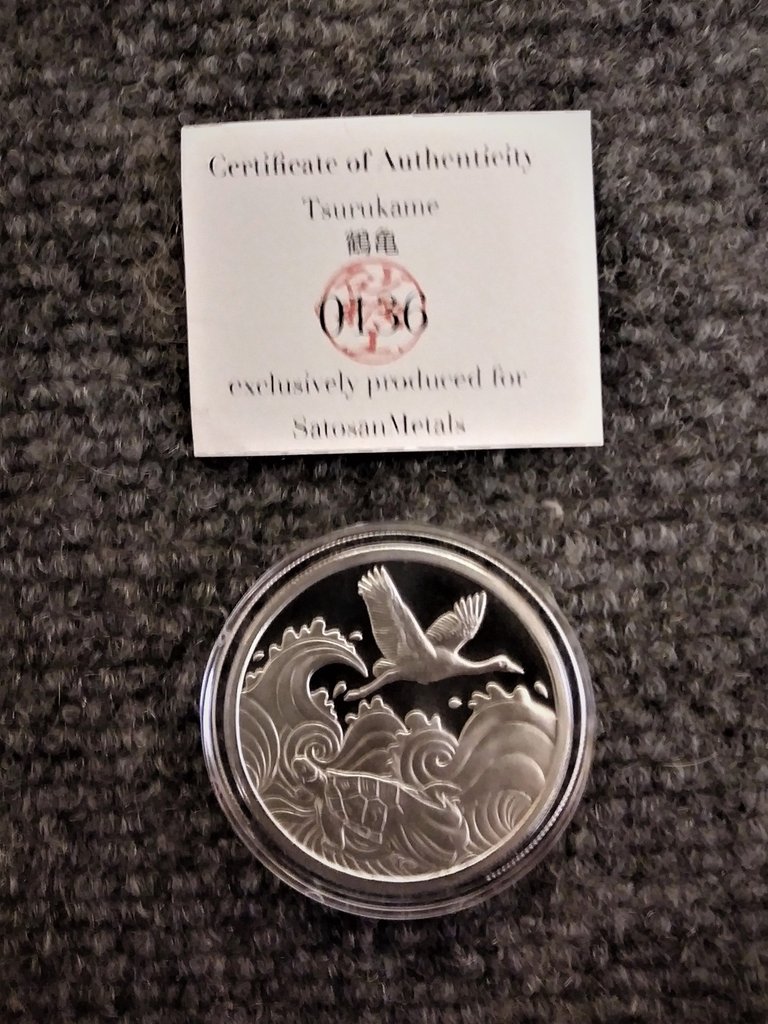 Certificate of Authenticity
Tsurukame
鶴亀
0136
exclusively produced for
SatosanMetals